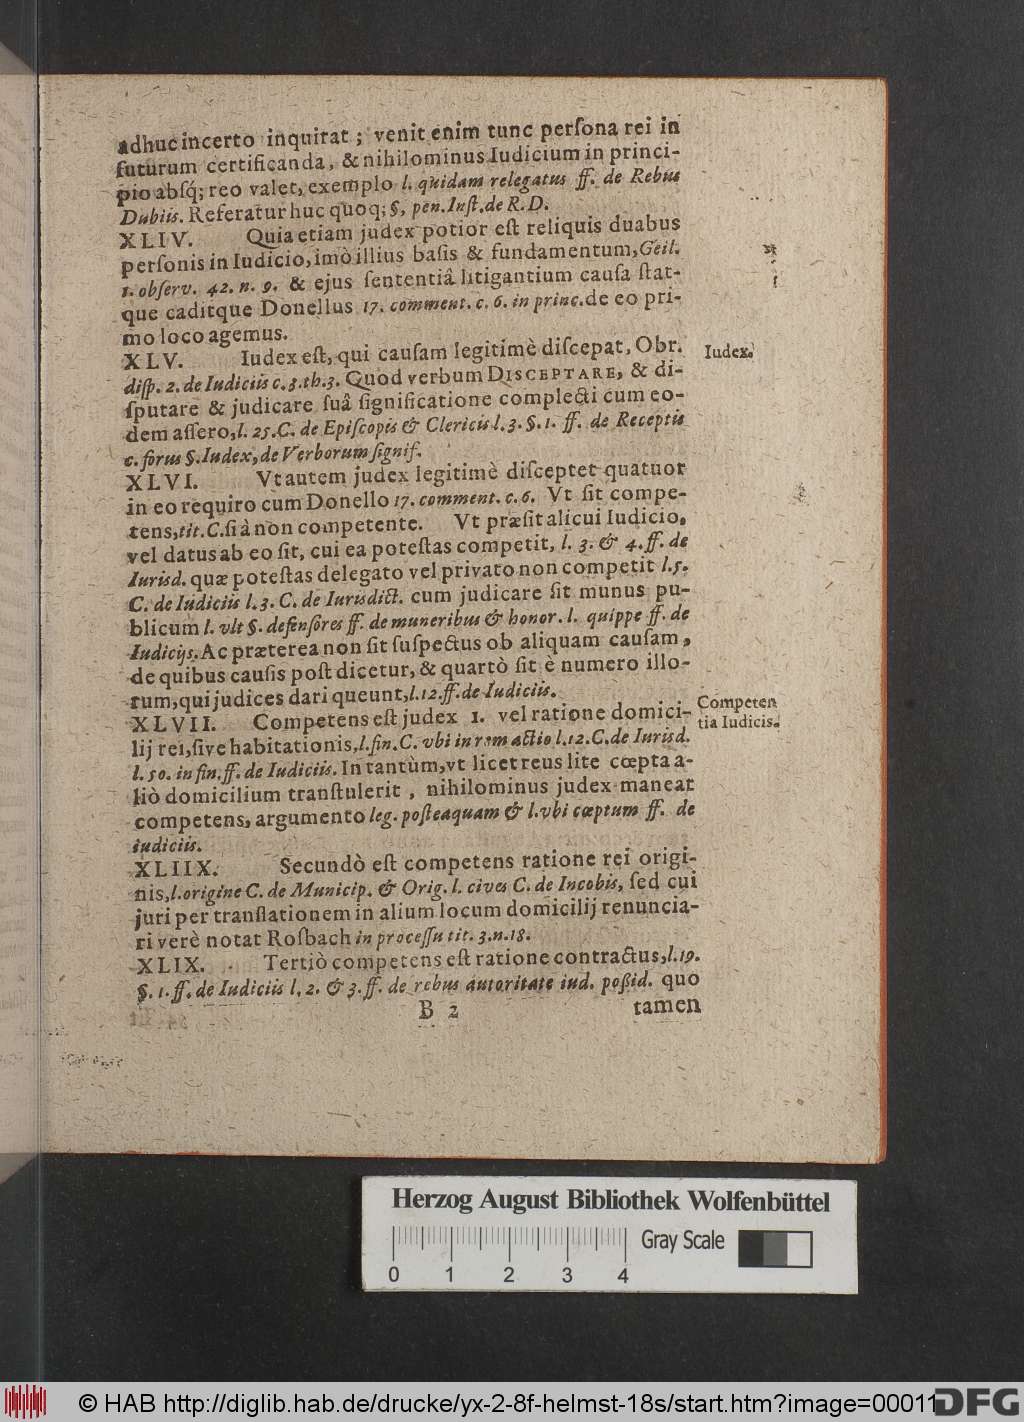 adhuc incerto inquirat ; venit enim tunc perſona rei in
futurum certificanda, & nihilominus Iudicium in princi-
pio abſq́; reo valet, exemplo l. quidam relegatus ff. de Rebus
Dubiis. Referatur huc quoq; §, pen. Inſt. de R. D.
XLIV. Quia etiam judex potior eſt reliquis duabus
perſonis in Iudicio, imò illius baſis & fundamentum, Geil.
1. obſerv. 42. n. 9. & ejus ſententiâ litigantium cauſa ſtat-
que caditque Donellus 17. comment. c. 6. in princ. de eo pri-
mo loco agemus.
XLV. Iudex eſt, qui cauſam legitimè diſcepat, Obr.
Iudex.
diſp. 2. de Iudiciis c. 3. th. 3. Quod verbum DISCEPTARE, & di-
ſputare & judicare ſuâ ſignificatione complecti cum eo-
dem aſſero, l. 25. C. de Epiſcopis & Clericis l. 3. §. 1. ff. de Receptis
c. forus §. Iudex, de Verborum ſignif.
XLVI. Vt autem judex legitimè diſceptet quatuor
in eo requiro cum Donello 17. comment. c. 6. Vt ſit compe-
tens, tit. C. ſi à non competente. Vt præſit alicui Iudicio,
vel datus ab eo ſit, cui ea poteſtas competit, l. 3. & 4. ff. de
Iurisd. quæ poteſtas delegato vel privato non competit l. 5.
C. de Iudiciis l. 3. C. de Iurisdict. cum judicare ſit munus pu-
blicum l. vlt §. defenſores ff. de muneribus & honor. l. quippe ff. de
Iudicijs. Ac præterea non ſit ſuſpectus ob aliquam cauſam,
de quibus cauſis poſt dicetur, & quartò ſit è numero illo-
rum, qui judices dari queunt, l. 12. ff. de Iudiciis.
XLVII. Competens eſt judex 1. vel ratione domici-
Competen
tia Iudicis.
lij rei, ſive habitationis, l. fin. C. vbi in rem actio l. 12. C. de Iurisd.
l. 50. in fin. ff. de Iudiciis. In tantùm, vt licet reus lite cœpta a-
liò domicilium tranſtulerit, nihilominus judex maneat
competens, argumento leg. poſteaquam & l. vbi cœptum ff. de
iudiciis.
XLIIX. Secundò eſt competens ratione rei origi-
nis, l. origine C. de Municip. & Orig. l. cives C. de Incobis, ſed cui
juri per tranſlationem in alium locum domicilij renuncia-
ri verè notat Roſbach in proceſſu tit. 3. n. 18.
XLIX. Tertiò competens eſt ratione contractus, l. 19.
§. 1. ff. de Iudiciis l. 2. & 3. ff. de rebus autoritate iud. poßid. quo
B 2 tamen
Herzog August Bibliothek Wolfenbüttel
Gray Scale
0 1 2 3 4
© HAB http://diglib.hab.de/drucke/yx-2-8f-helmst-18s/start.htm?image=00011
DFG